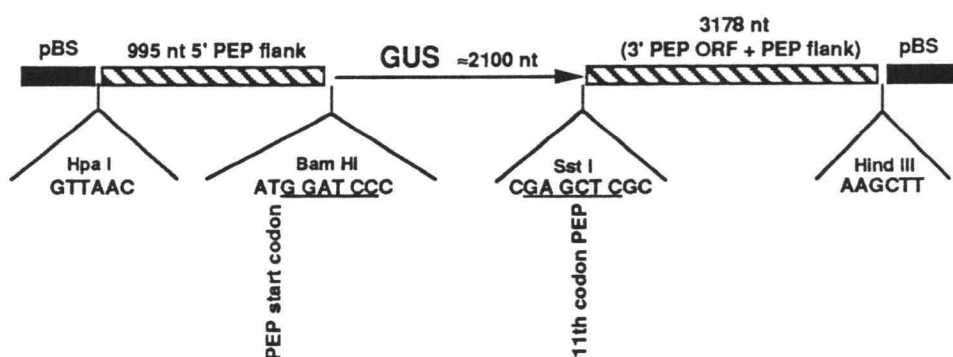 3178 nt
pBS 995 nt 5' PEP flank GUS ≈2100 nt (3' PEP ORF + PEP flank) pBS
Hpa I Bam HI Sst I Hind III
GTTAAC ATG GAT CCC CGA GCT CGC AAGCTT
PEP start codon
11th codon PEP